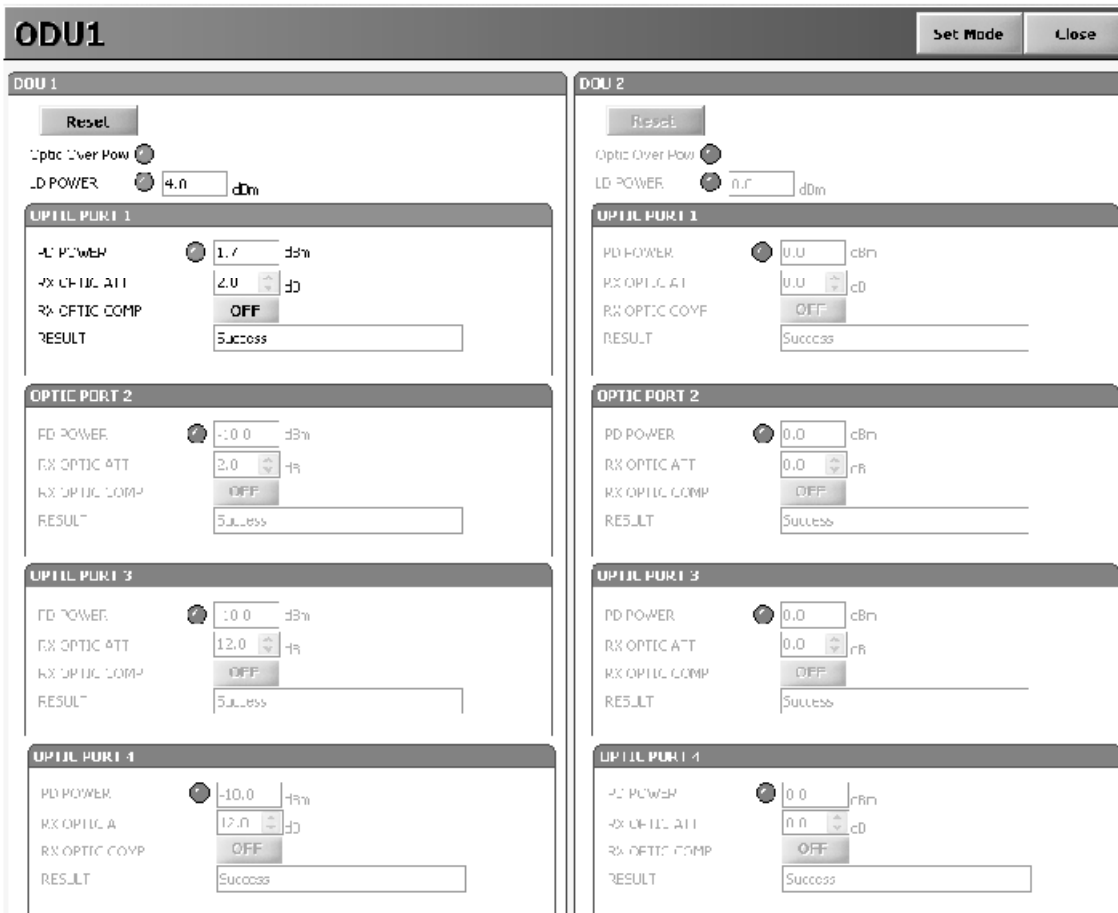 ODU1
Set Mode
Close
DOU 1
Reset
Optic Over Pow
LD POWER 4.0 dBm
OPTIC PORT 1
PD POWER 1.7 dBm
RX OPTIC ATT 2.0 dB
RX OPTIC COMP OFF
RESULT Success
OPTIC PORT 2
PD POWER -10.0 dBm
RX OPTIC ATT 2.0 dB
RX OPTIC COMP OFF
RESULT Success
OPTIC PORT 3
PD POWER -10.0 dBm
RX OPTIC ATT 12.0 dB
RX OPTIC COMP OFF
RESULT Success
OPTIC PORT 4
PD POWER -10.0 dBm
RX OPTIC A 12.0 dB
RX OPTIC COMP OFF
RESULT Success
DOU 2
Reset
Optic Over Pow
LD POWER 0.0 dBm
OPTIC PORT 1
PD POWER 0.0 dBm
RX OPTIC AT 0.0 dB
RX OPTIC COMP OFF
RESULT Success
OPTIC PORT 2
PD POWER 0.0 dBm
RX OPTIC ATT 0.0 dB
RX OPTIC COMP OFF
RESULT Success
OPTIC PORT 3
PD POWER 0.0 dBm
RX OPTIC ATT 0.0 dB
RX OPTIC COMP OFF
RESULT Success
OPTIC PORT 4
PD POWER 0.0 dBm
RX OPTIC ATT 0.0 dB
RX OPTIC COMP OFF
RESULT Success